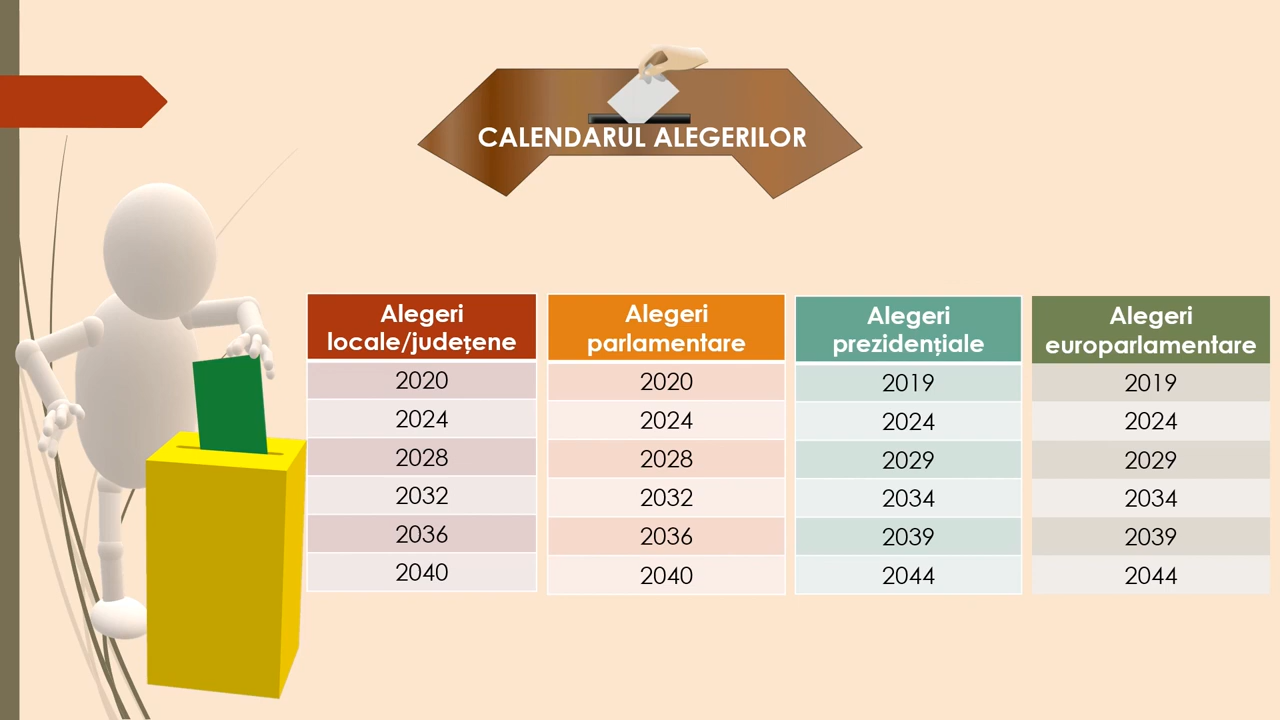 CALENDARUL ALEGERILOR
Alegeri
locale/județene
2020
2024
2028
2032
2036
2040
Alegeri
parlamentare
2020
2024
2028
2032
2036
2040
Alegeri
prezidențiale
2019
2024
2029
2034
2039
2044
Alegeri
europarlamentare
2019
2024
2029
2034
2039
2044